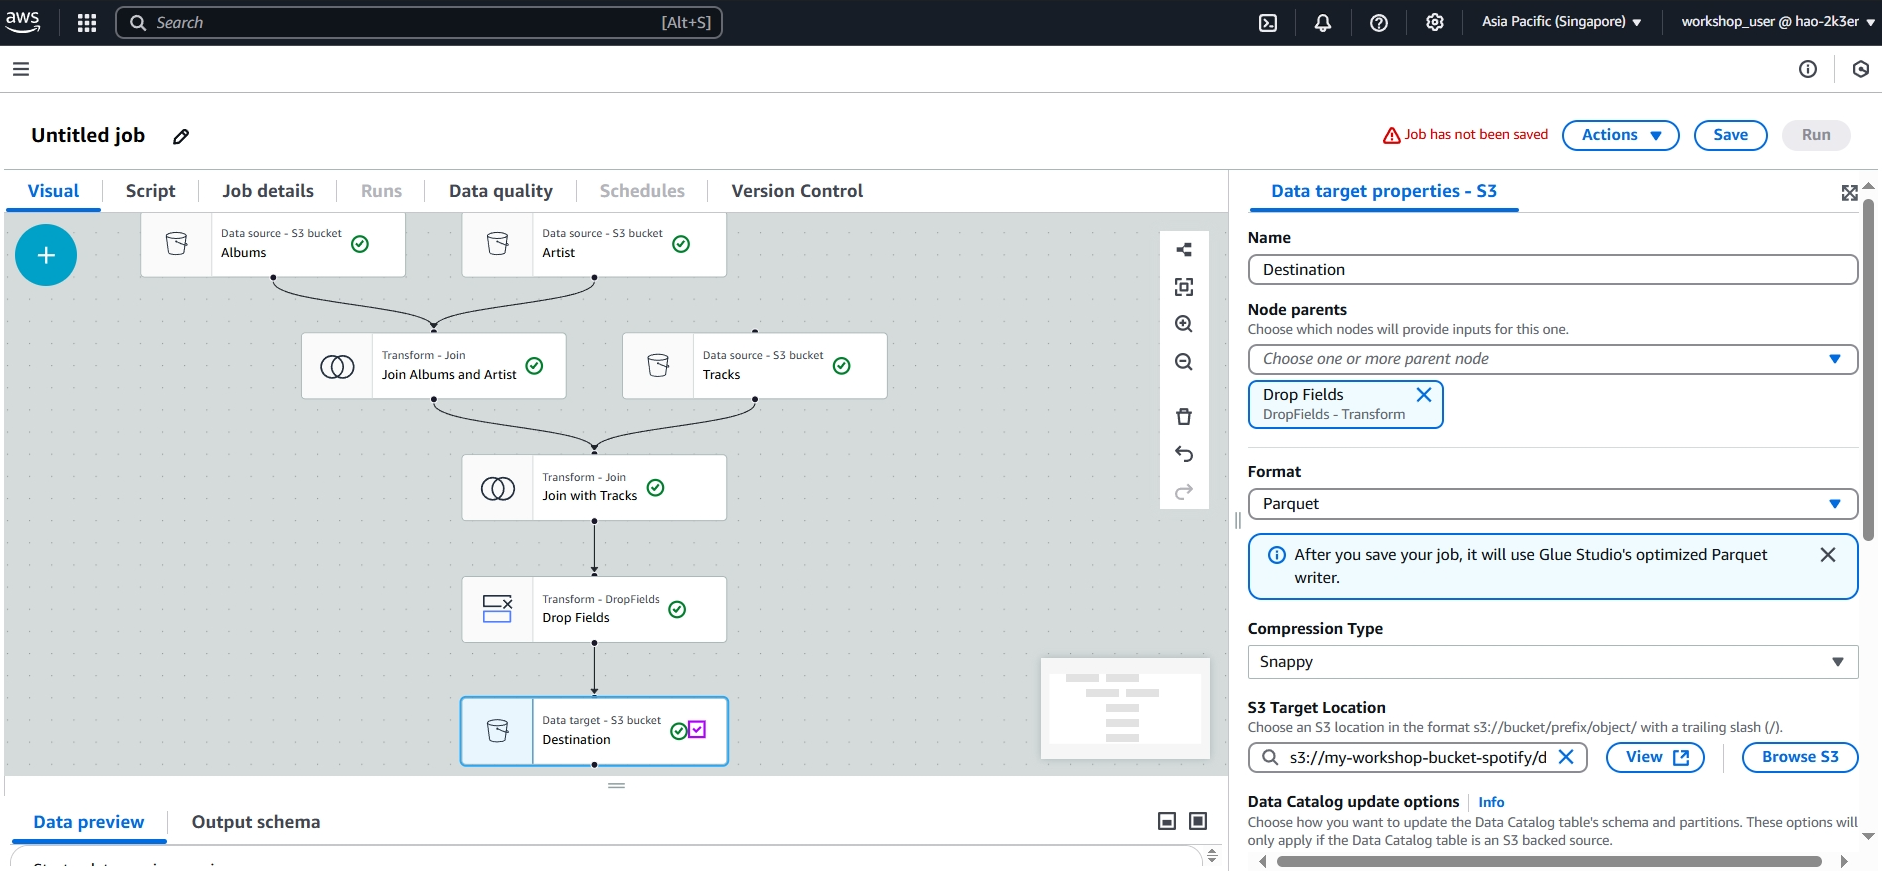 aws
Search
[Alt+S]
Asia Pacific (Singapore)
workshop_user @ hao-2k3er
Untitled job
Job has not been saved
Actions
Save
Run
Visual
Script
Job details
Runs
Data quality
Schedules
Version Control
Data source - S3 bucket
Albums
Data source - S3 bucket
Artist
Transform - Join
Join Albums and Artist
Data source - S3 bucket
Tracks
Transform - Join
Join with Tracks
Transform - DropFields
Drop Fields
Data target - S3 bucket
Destination
Data preview
Output schema
Data target properties - S3
Name
Destination
Node parents
Choose which nodes will provide inputs for this one.
Choose one or more parent node
Drop Fields
DropFields - Transform
Format
Parquet
After you save your job, it will use Glue Studio's optimized Parquet
writer.
Compression Type
Snappy
S3 Target Location
Choose an S3 location in the format s3://bucket/prefix/object/ with a trailing slash (/).
s3://my-workshop-bucket-spotify/d
View
Browse S3
Data Catalog update options
Info
Choose how you want to update the Data Catalog table's schema and partitions. These options will
only apply if the Data Catalog table is an S3 backed source.